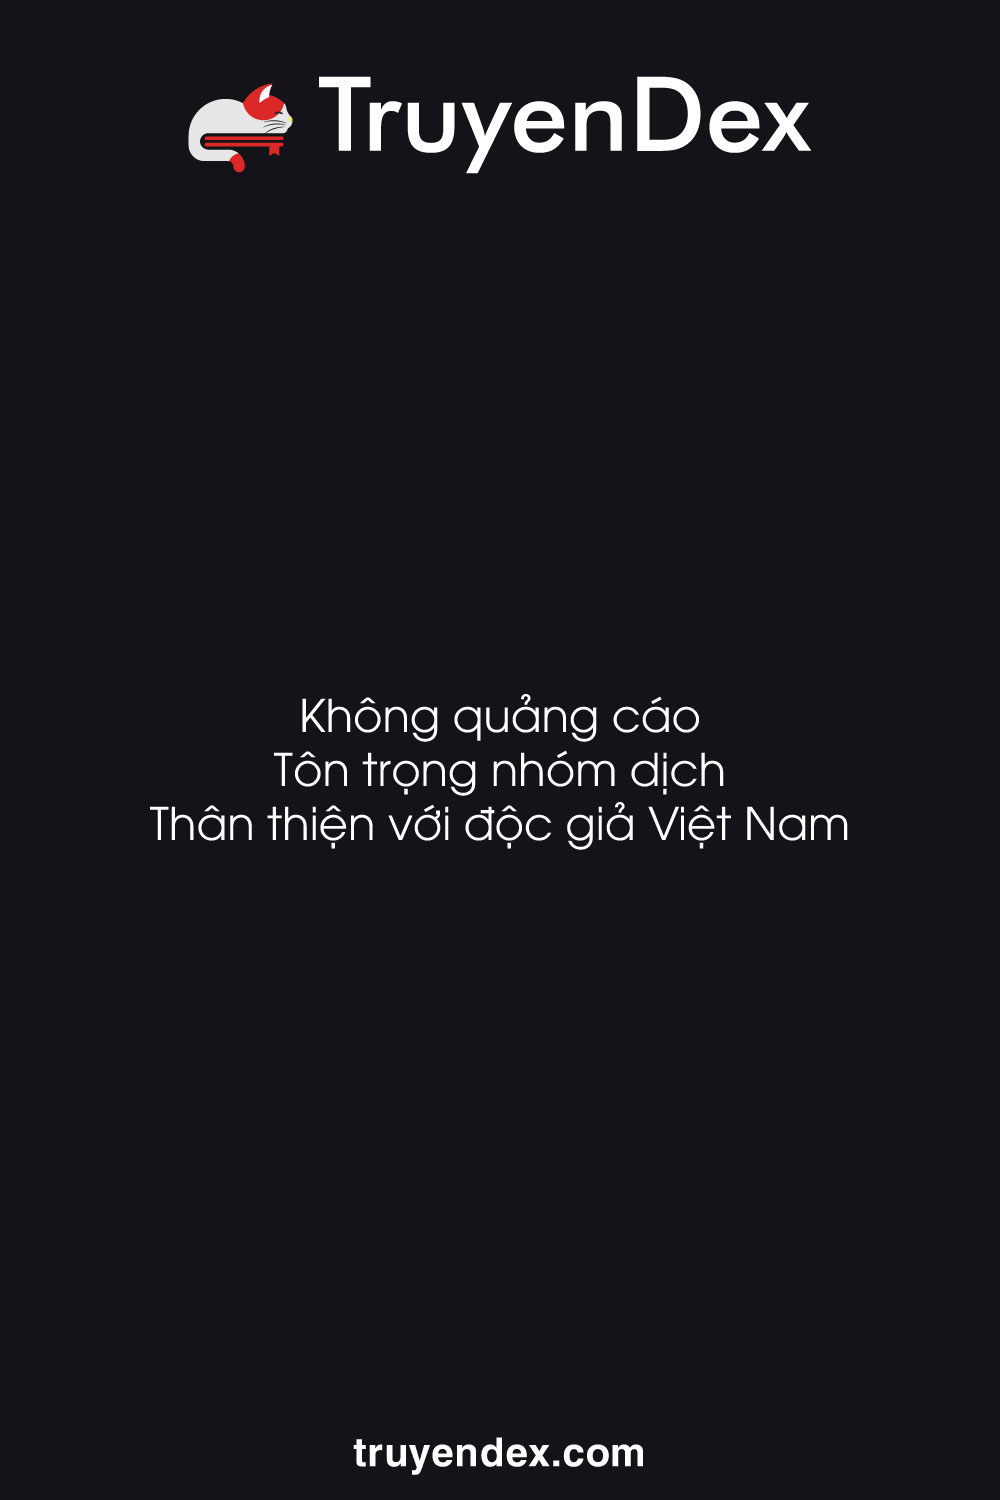 TruyenDex
Không quảng cáo
Tôn trọng nhóm dịch
Thân thiện với độc giả Việt Nam
truyendex.com